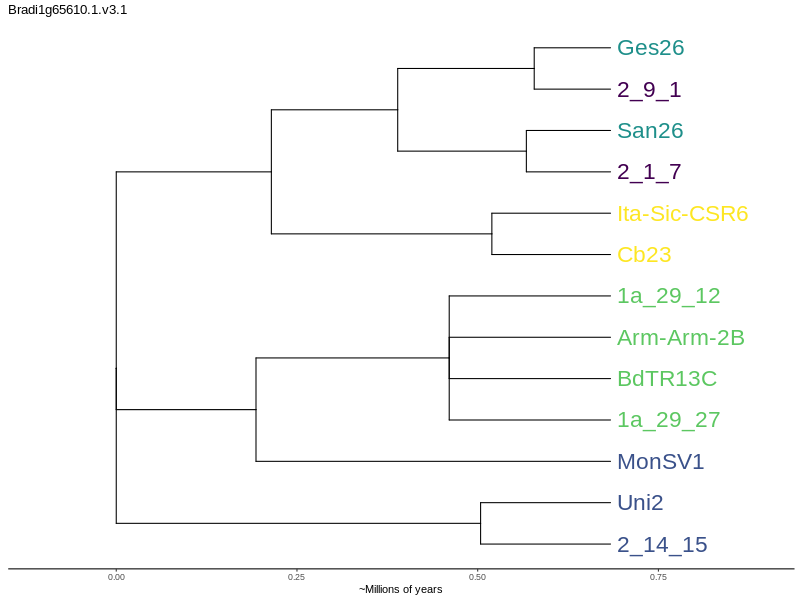 Bradi1g65610.1.v3.1
Ges26
2_9_1
San26
2_1_7
Ita-Sic-CSR6
Cb23
1a_29_12
Arm-Arm-2B
BdTR13C
1a_29_27
MonSV1
Uni2
2_14_15
0.00 0.25 0.50 0.75
~Millions of years